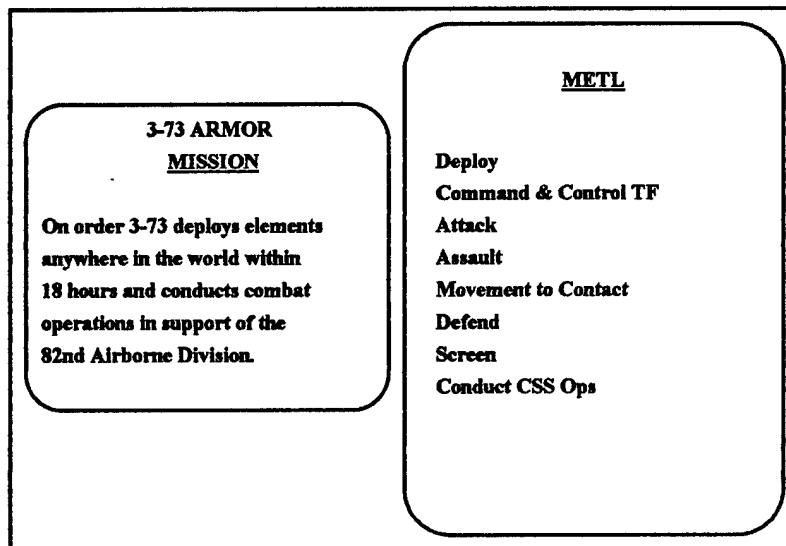 3-73 ARMOR
MISSION
On order 3-73 deploys elements
anywhere in the world within
18 hours and conducts combat
operations in support of the
82nd Airborne Division.
METL
Deploy
Command & Control TF
Attack
Assault
Movement to Contact
Defend
Screen
Conduct CSS Ops